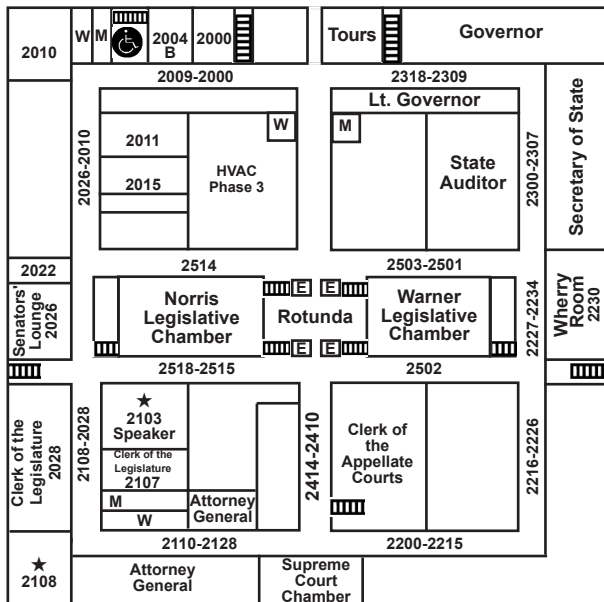 2010
W
M
2004
B
2000
Tours
Governor
2009-2000
2318-2309
Lt. Governor
2026-2010
2011
2015
W
HVAC
Phase 3
M
State
Auditor
2300-2307
Secretary of State
2022
2514
2503-2501
Senators'
Lounge
2026
Norris
Legislative
Chamber
E
E
Rotunda
E
E
Warner
Legislative
Chamber
2227-2234
Wherry
Room
2230
2518-2515
2502
Clerk of the
Legislature
2028
2108-2028
2103
Speaker
Clerk of the
Legislature
2107
M
W
Attorney
General
2414-2410
Clerk of
the
Appellate
Courts
2216-2226
2110-2128
2200-2215
2108
Attorney
General
Supreme
Court
Chamber